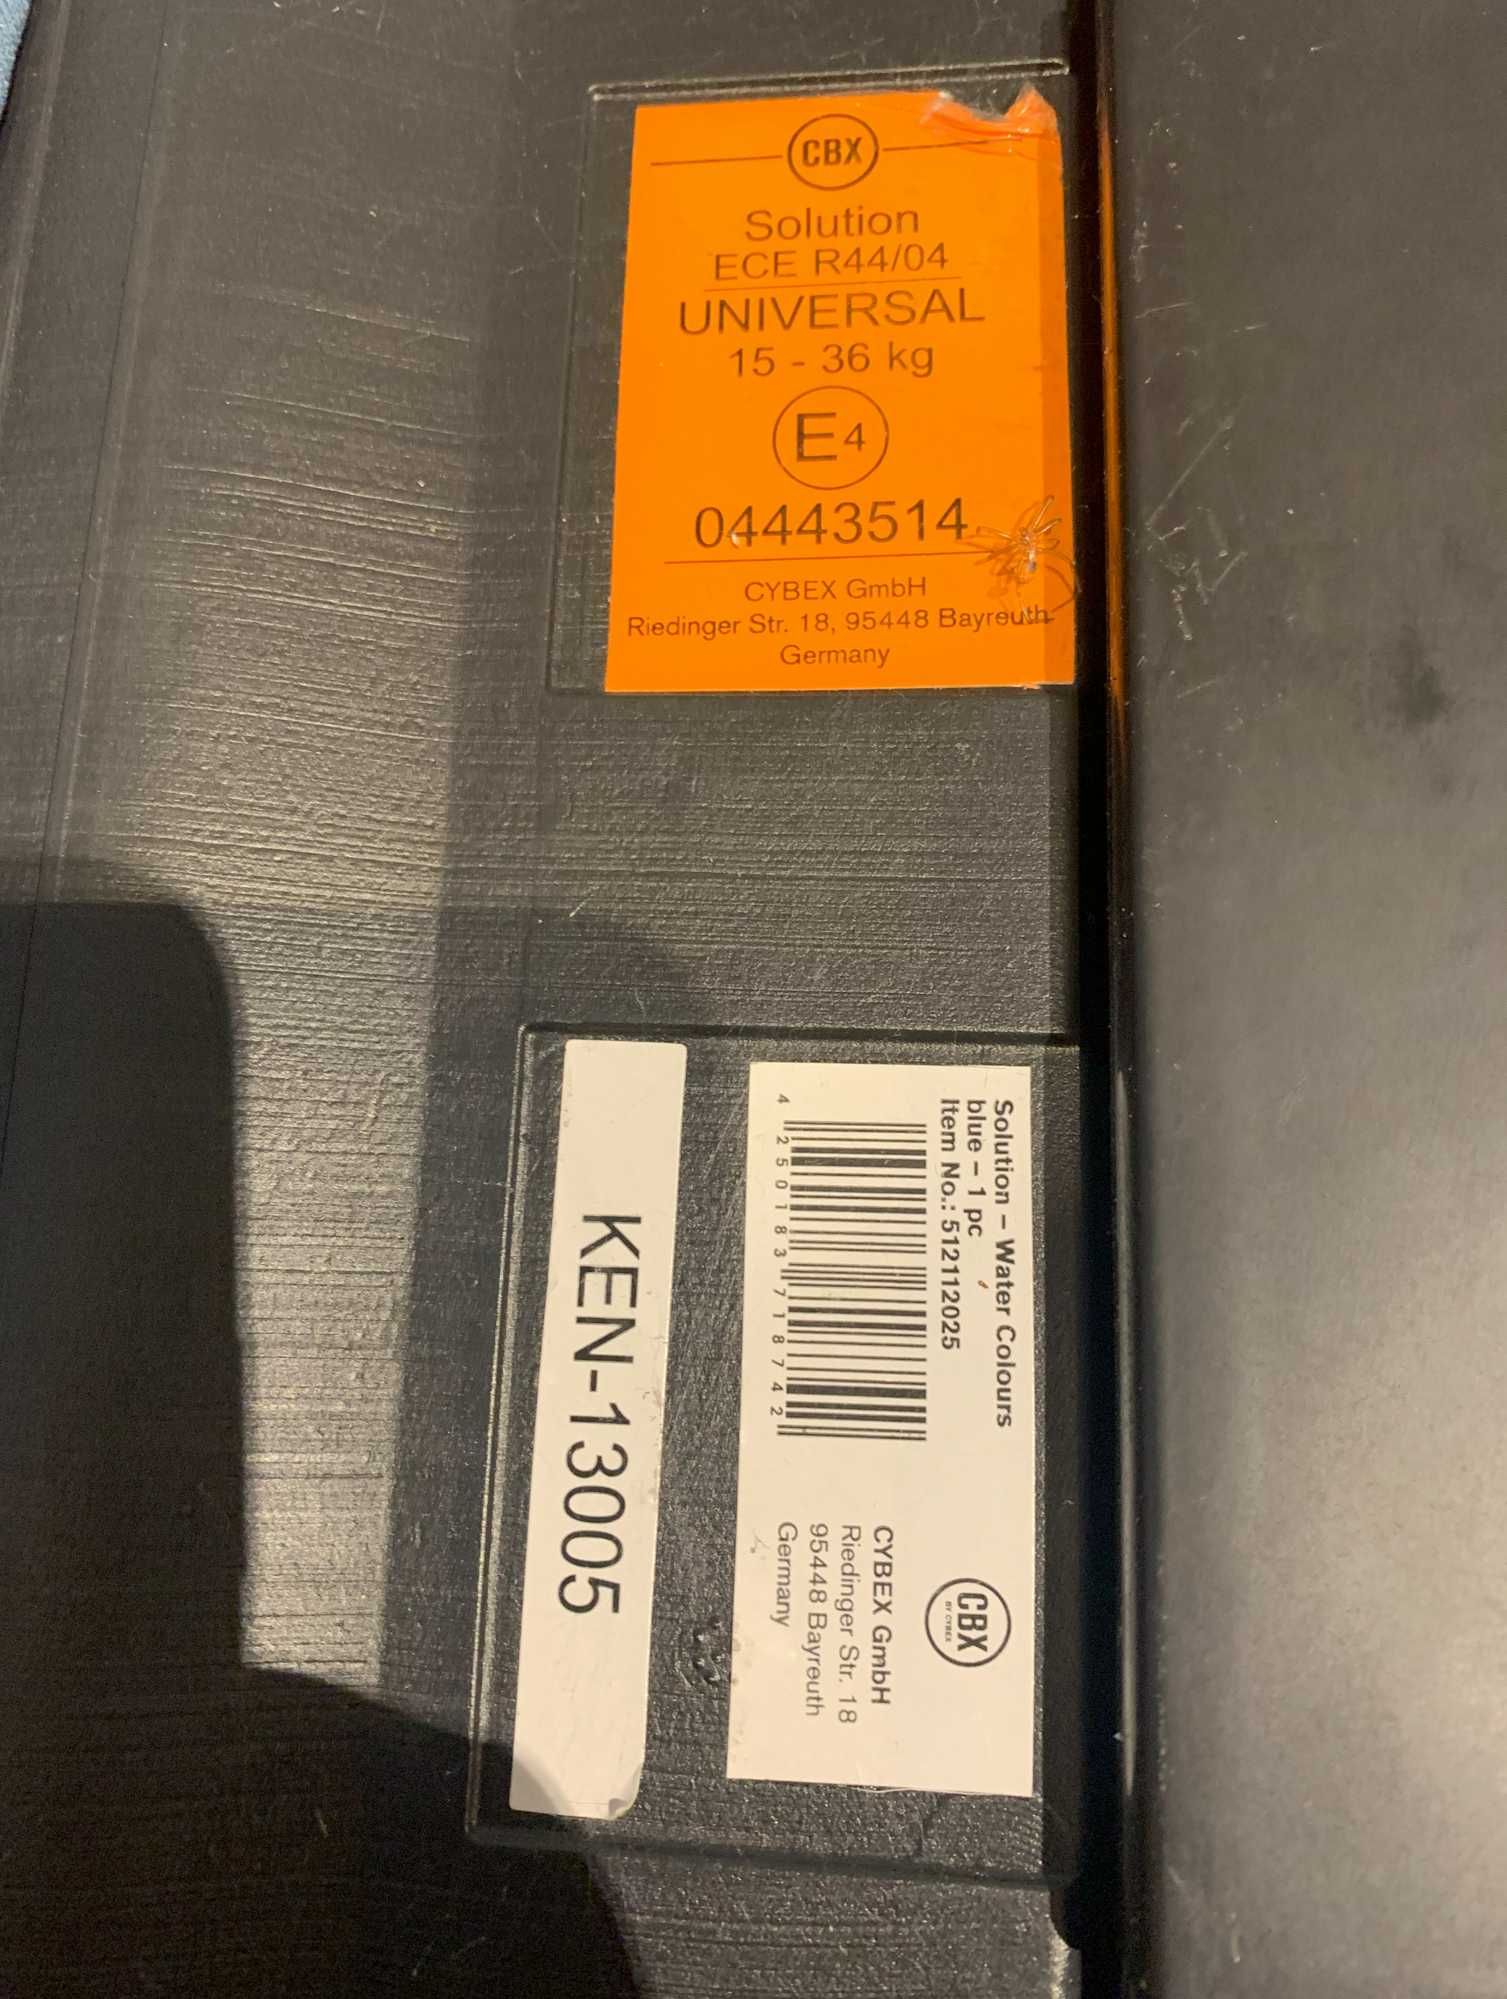 CBX
Solution
ECE R44/04
UNIVERSAL
15 - 36 kg
E4
04443514
CYBEX GmbH
Riedinger Str. 18, 95448 Bayreuth
Germany
Solution – Water Colours
blue – 1 pc
Item No.: 512112025
4 250183 718742
CBX
BY CYBEX
CYBEX GmbH
Riedinger Str. 18
95448 Bayreuth
Germany
KEN-13005